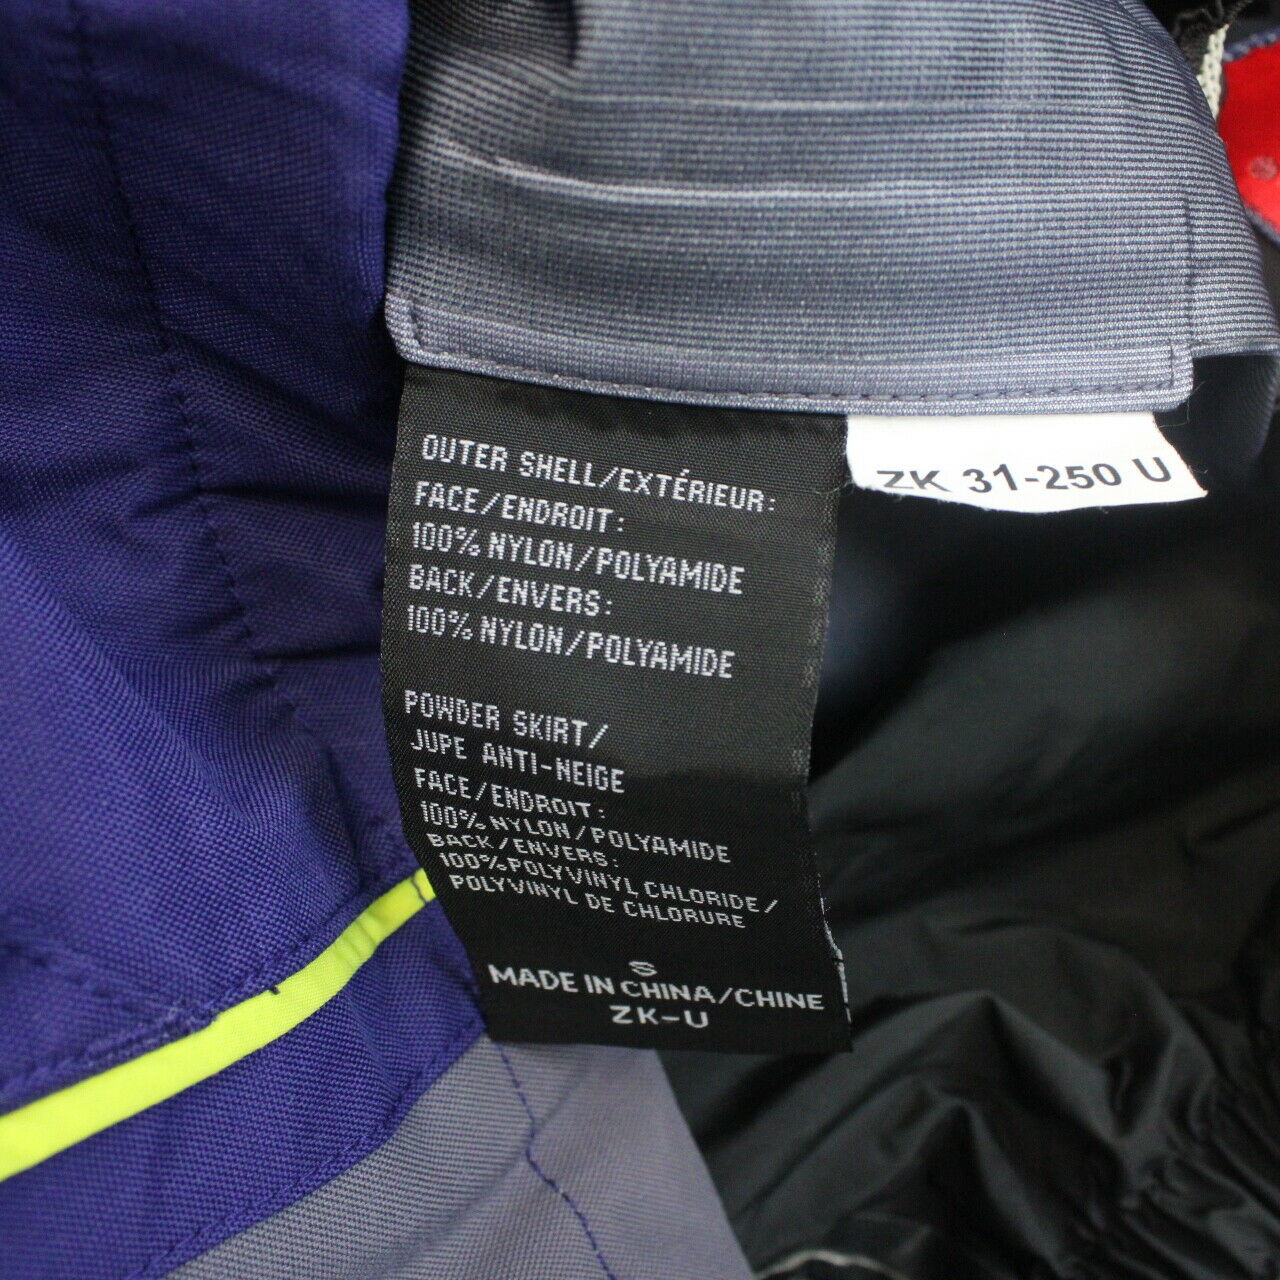 OUTER SHELL/EXTÉRIEUR:
FACE/ENDROIT:
100% NYLON/POLYAMIDE
BACK/ENVERS:
100% NYLON/POLYAMIDE
POWDER SKIRT/
JUPE ANTI-NEIGE
FACE/ENDROIT:
100% NYLON/POLYAMIDE
BACK/ENVERS:
100%POLYVINYL CHLORIDE/
POLYVINYL DE CHLORURE
S
MADE IN CHINA/CHINE
ZK-U
ZK 31-250 U